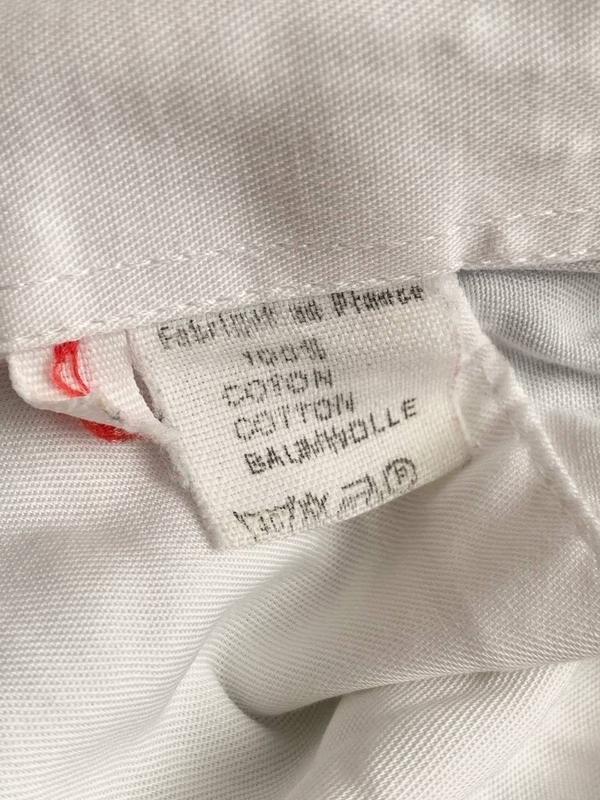 Fabriqué en France
100%
COTON
COTTON
BAUMWOLLE
P